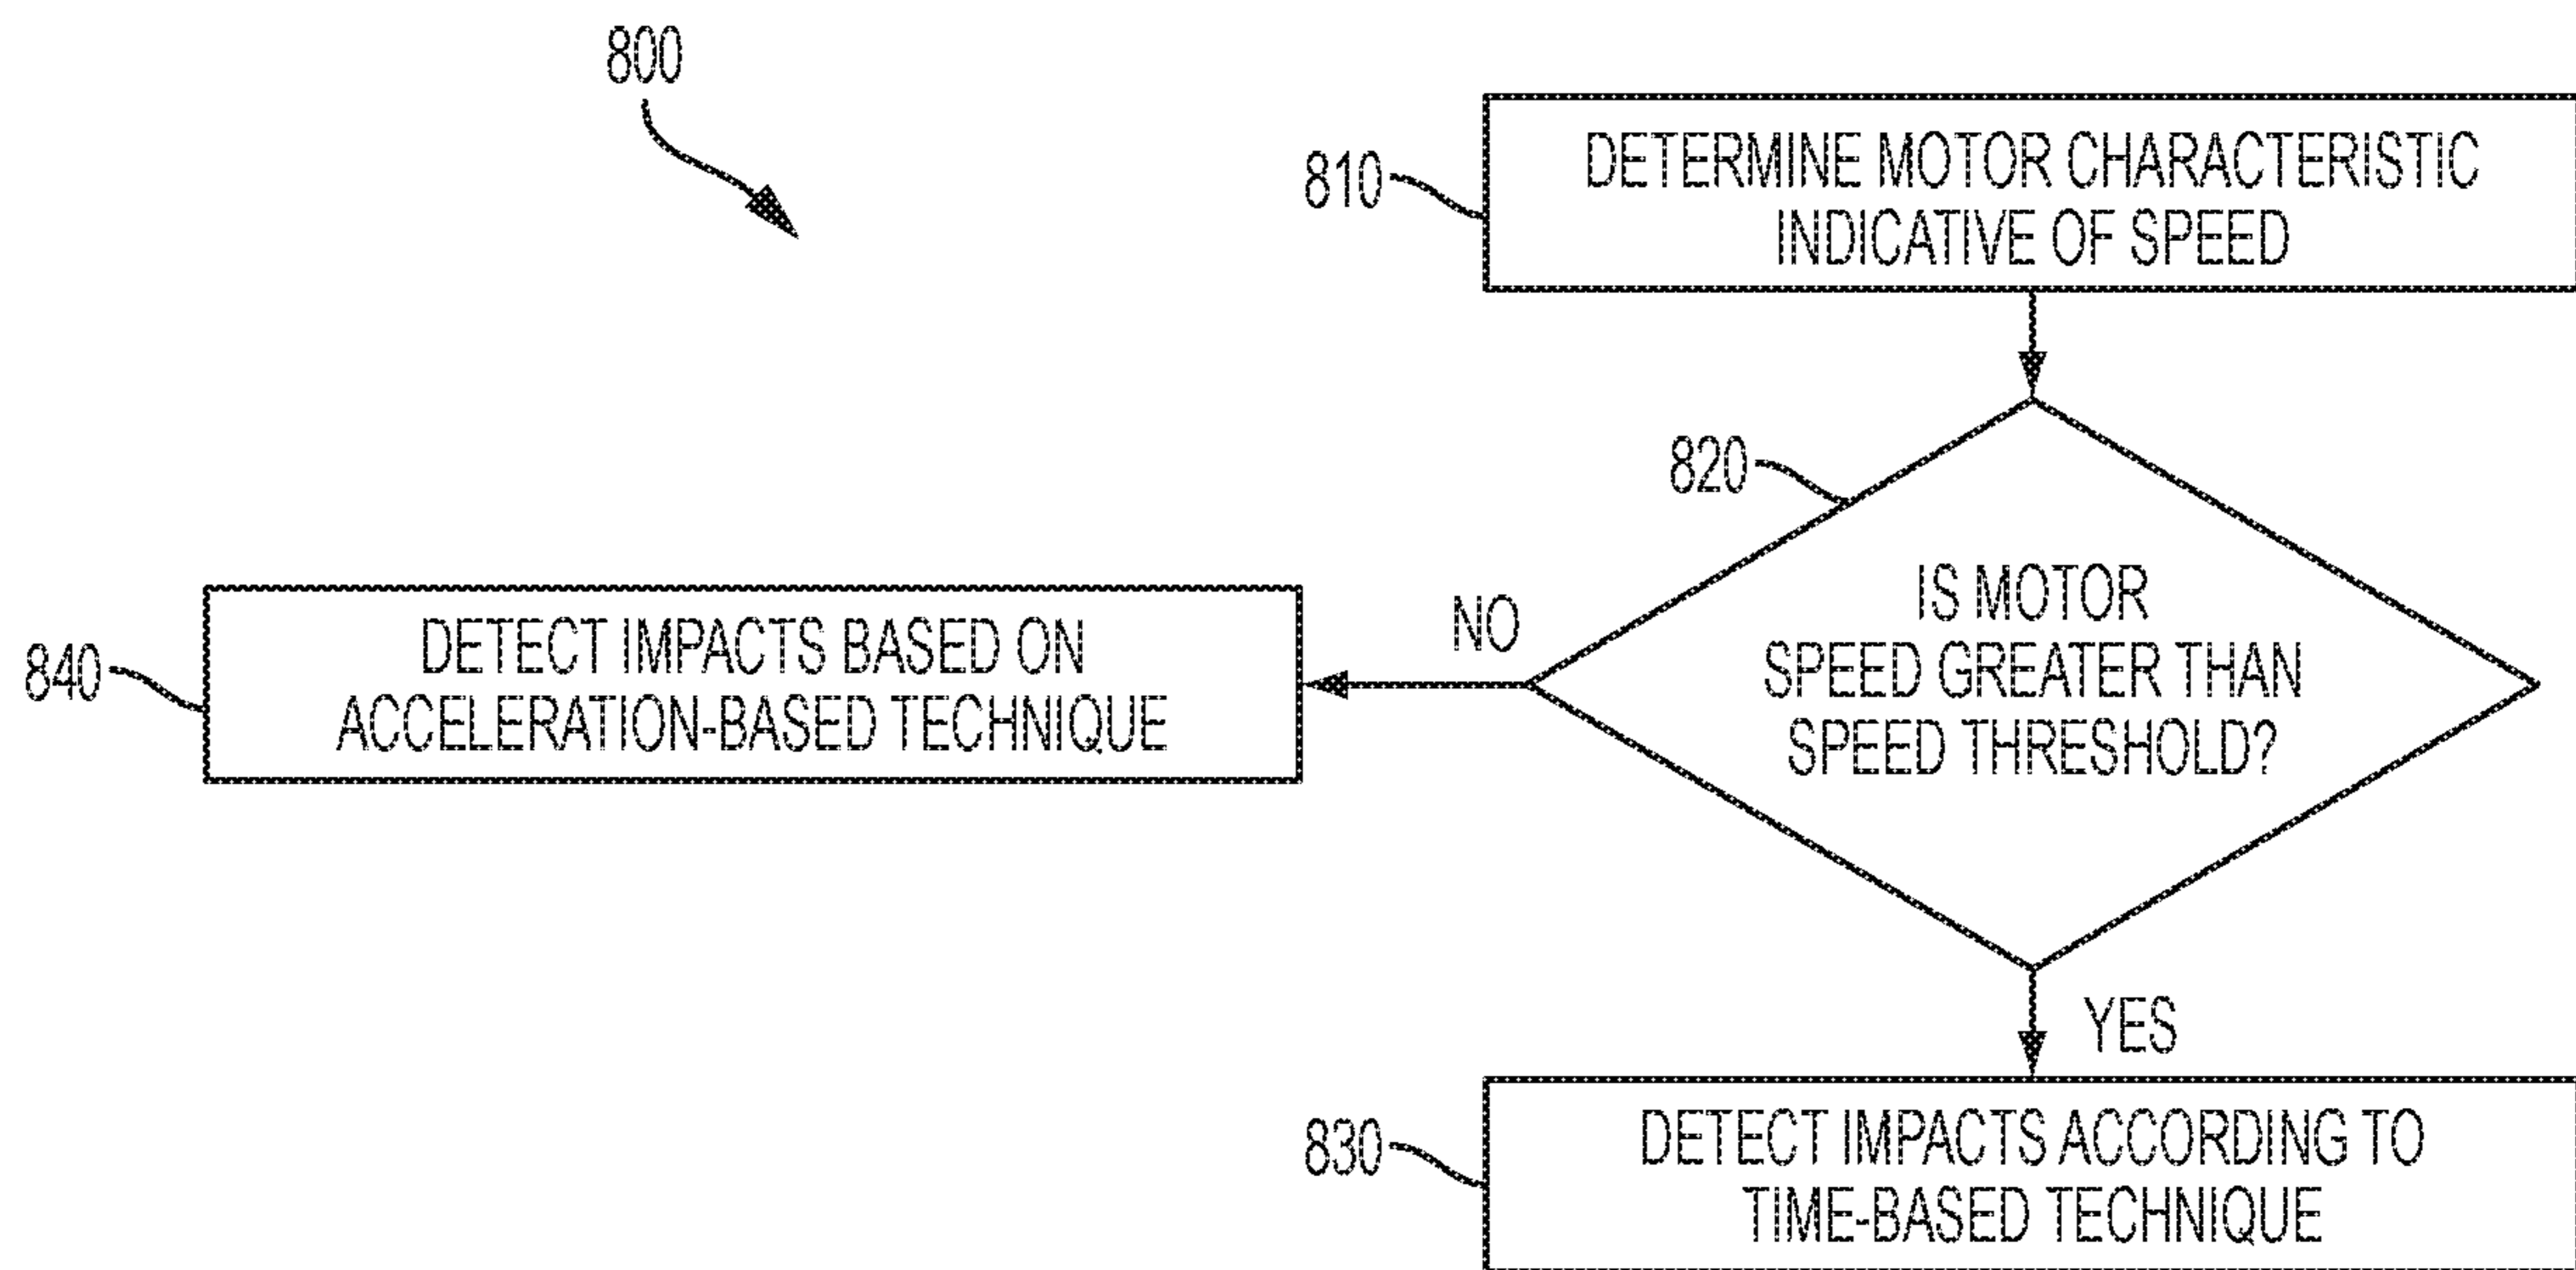 800
810
DETERMINE MOTOR CHARACTERISTIC
INDICATIVE OF SPEED
820
IS MOTOR
SPEED GREATER THAN
SPEED THRESHOLD?
NO
840
DETECT IMPACTS BASED ON
ACCELERATION-BASED TECHNIQUE
YES
830
DETECT IMPACTS ACCORDING TO
TIME-BASED TECHNIQUE